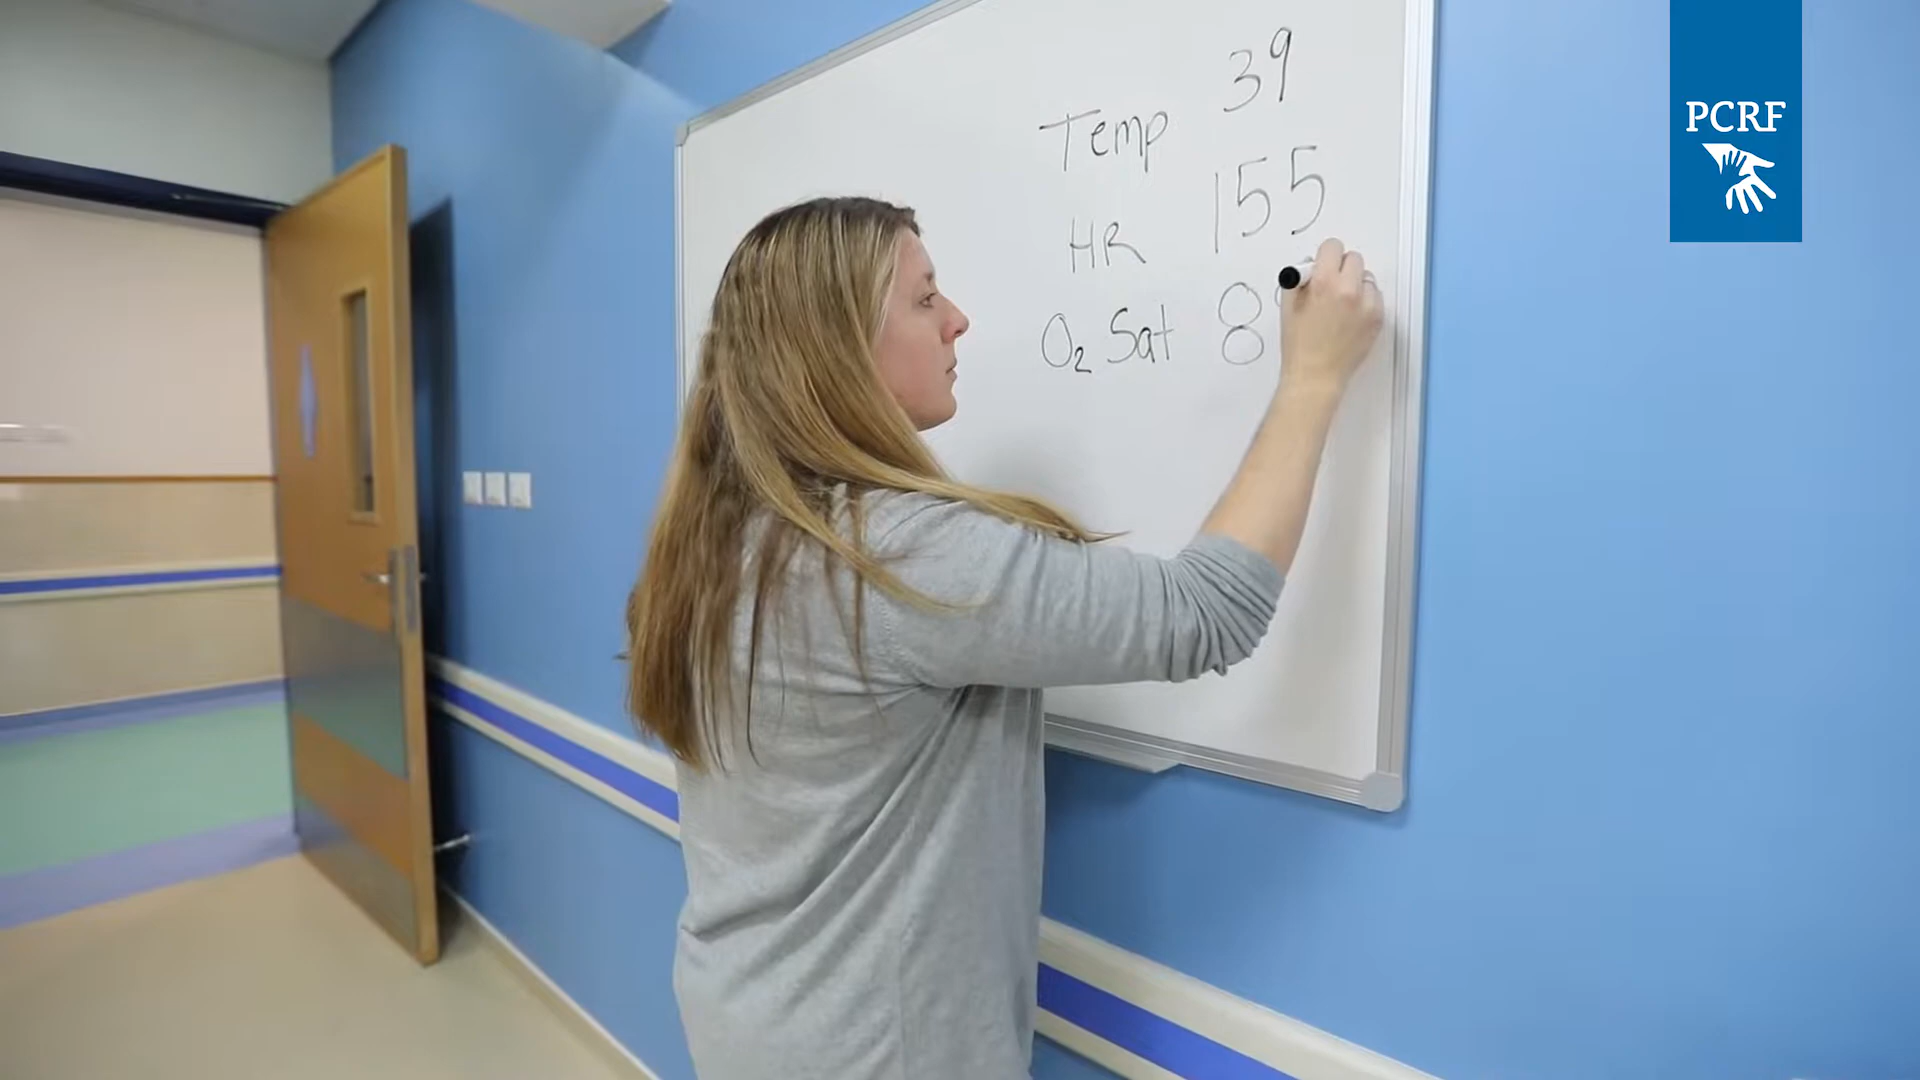 PCRF
Temp 39
HR 155
O₂ Sat 8